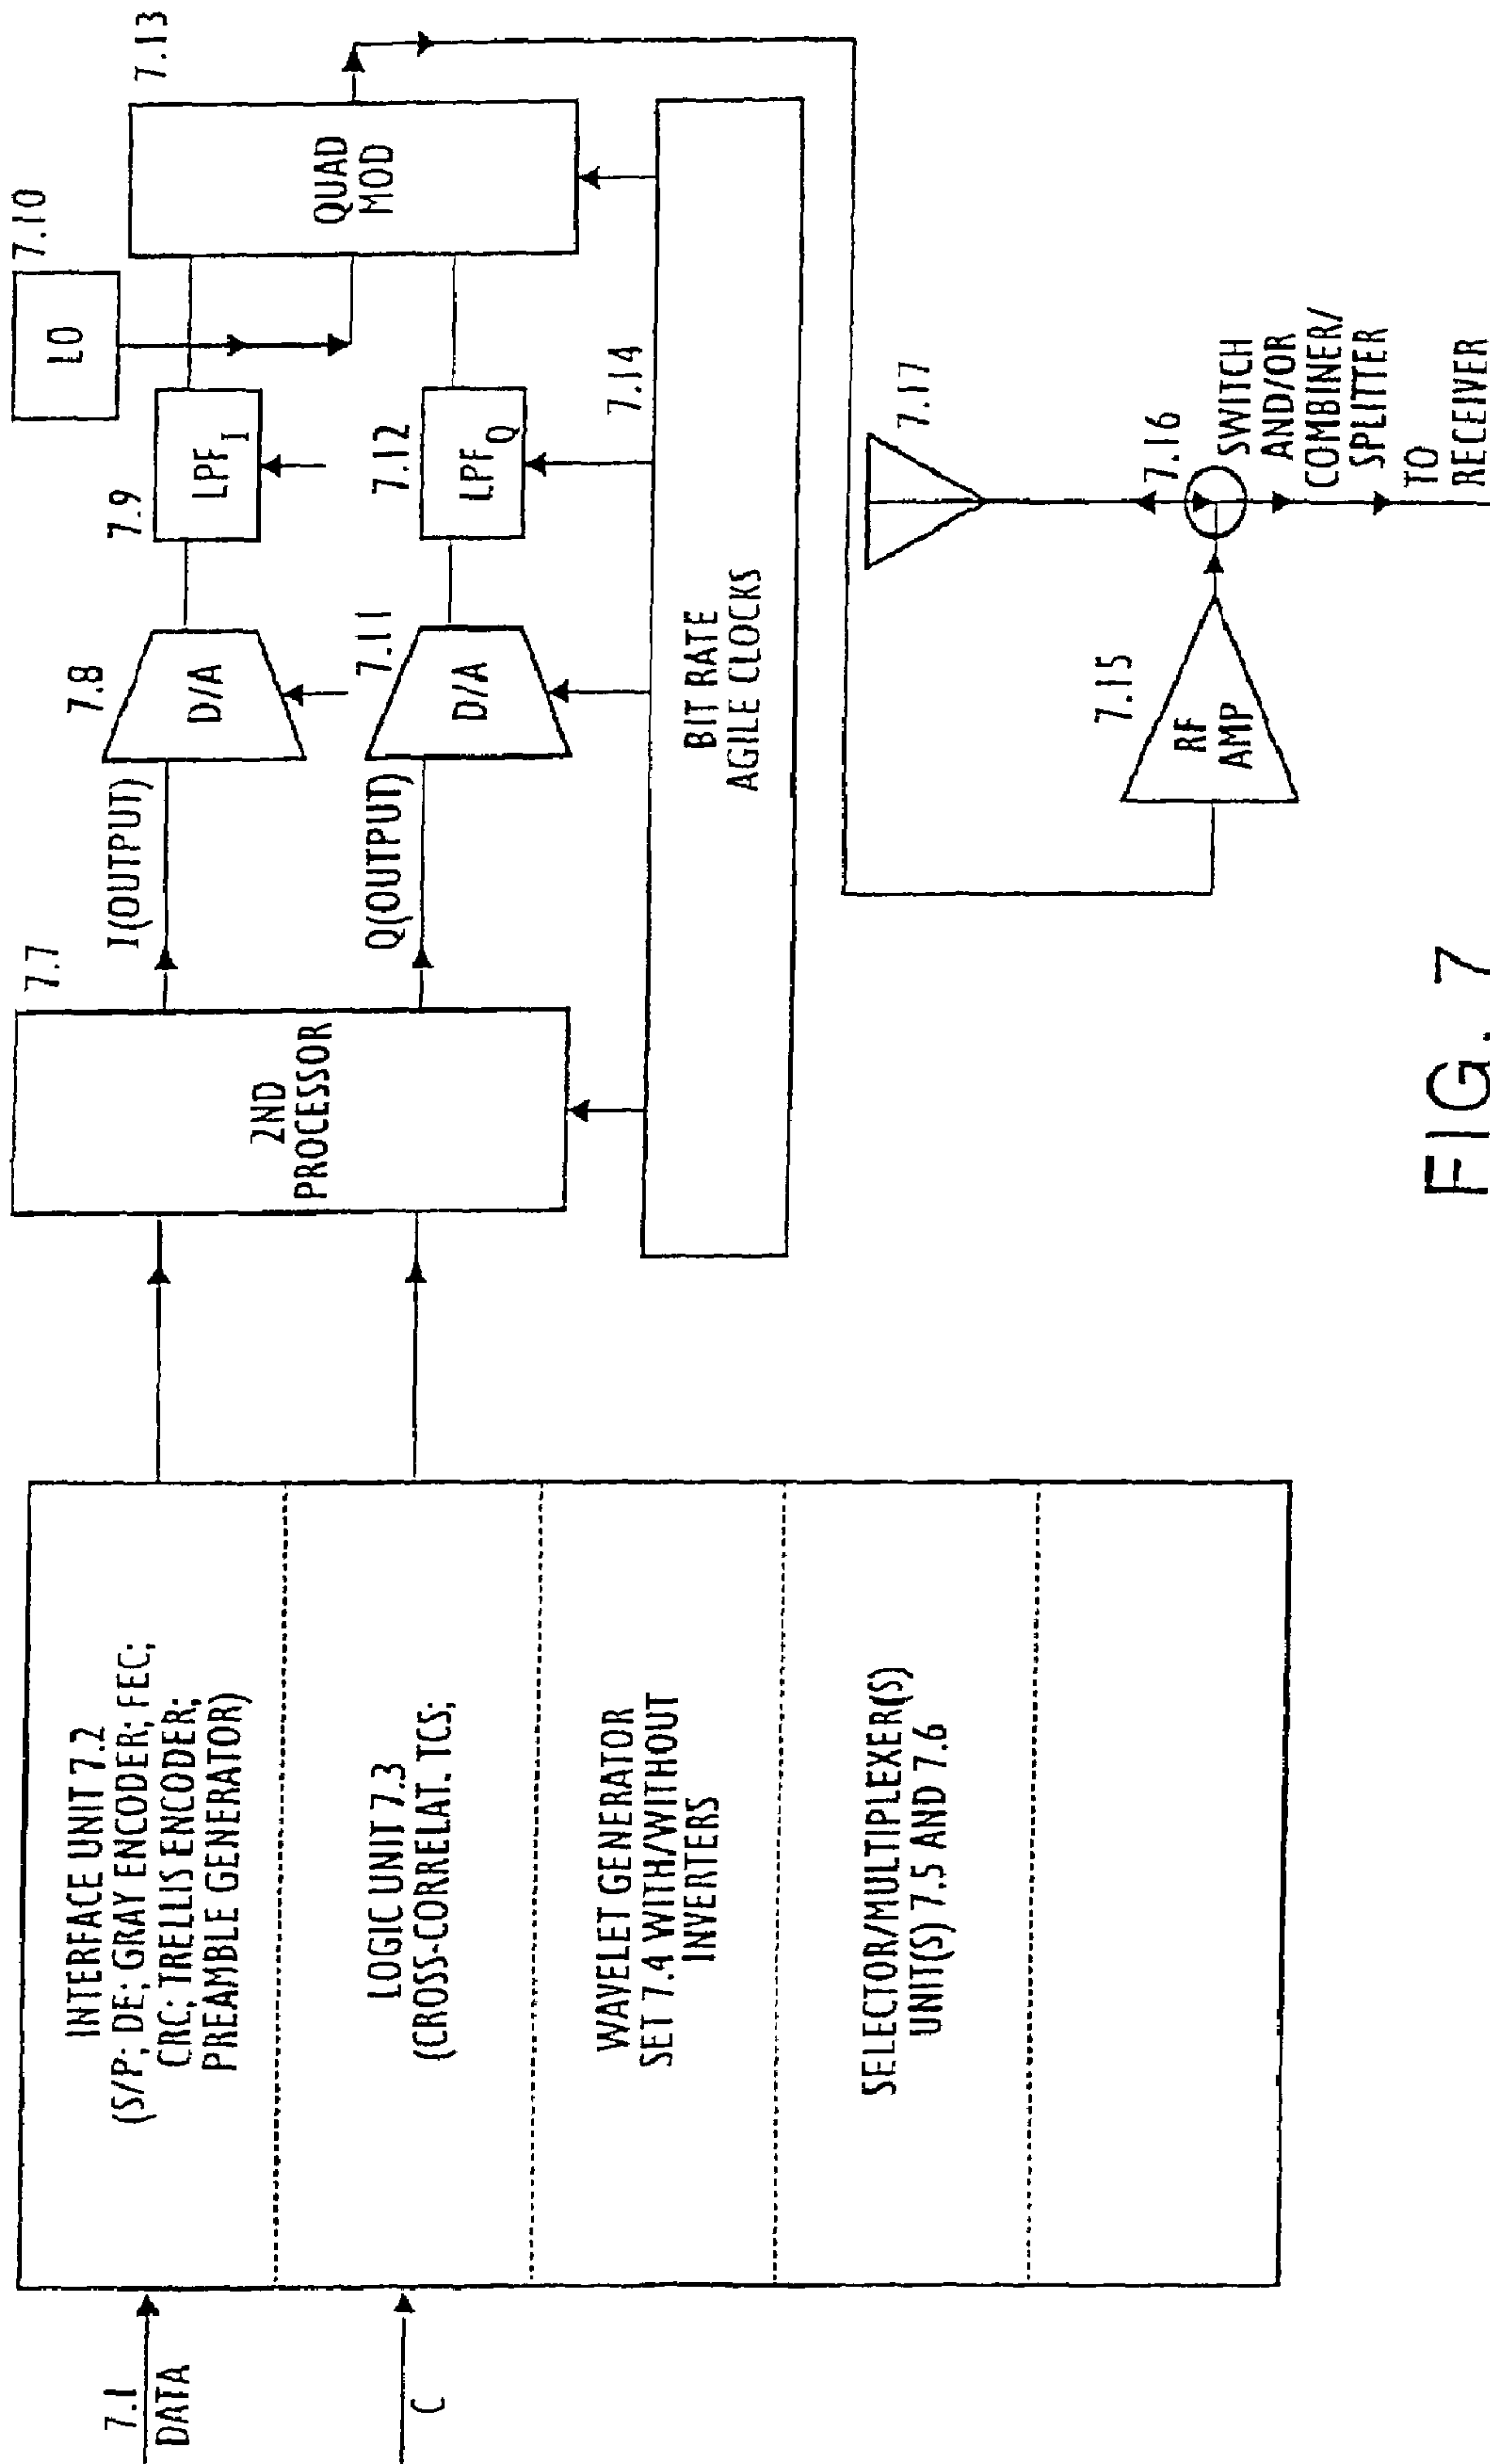 7.1
DATA
C
INTERFACE UNIT 7.2
(S/P; DE; GRAY ENCODER; FEC;
CRC; TRELLIS ENCODER;
PREAMBLE GENERATOR)
LOGIC UNIT 7.3
(CROSS-CORRELAT. TCS;
WAVELET GENERATOR
SET 7.4 WITH/WITHOUT
INVERTERS
SELECTOR/MULTIPLEXER(S)
UNIT(S) 7.5 AND 7.6
7.7
2ND
PROCESSOR
I(OUTPUT)
Q(OUTPUT)
7.8
D/A
7.11
D/A
7.9
LPF I
7.12
LPF Q
7.10
LO
7.13
QUAD
MOD
7.14
BIT RATE
AGILE CLOCKS
7.15
RF
AMP
7.17
7.16
SWITCH
AND/OR
COMBINER/
SPLITTER
TO
RECEIVER
FIG. 7